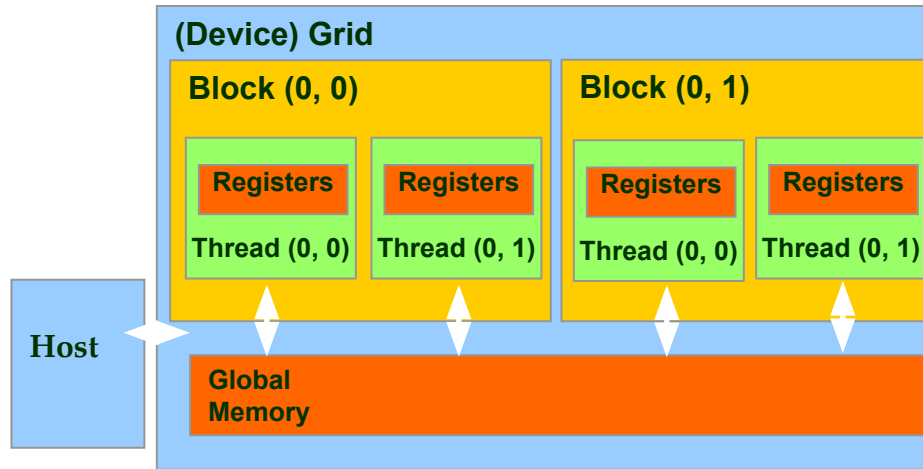 (Device) Grid
Block (0, 0)
Registers
Thread (0, 0)
Registers
Thread (0, 1)
Block (0, 1)
Registers
Thread (0, 0)
Registers
Thread (0, 1)
Host
Global
Memory